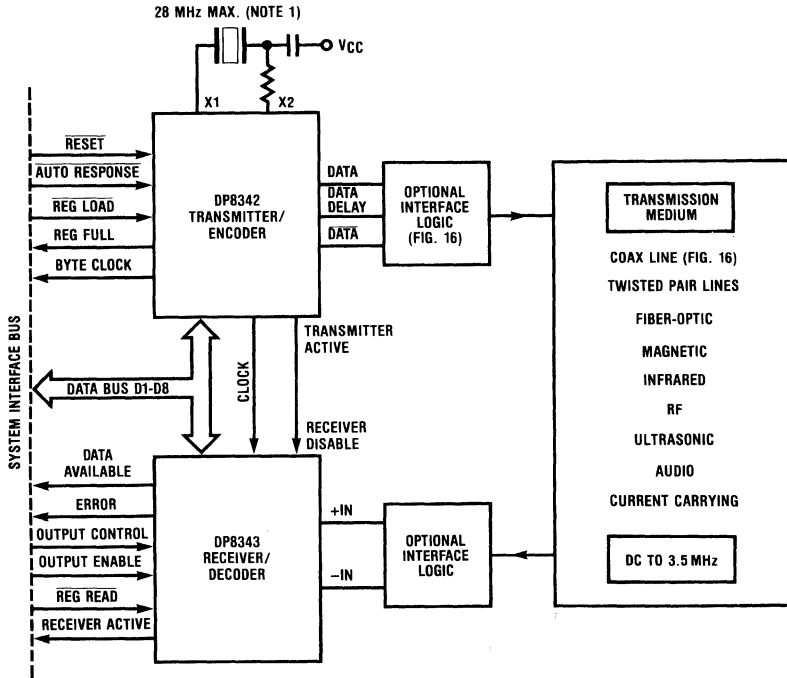 28 MHz MAX. (NOTE 1)
VCC
X1
X2
RESET
AUTO RESPONSE
REG LOAD
REG FULL
BYTE CLOCK
DP8342
TRANSMITTER/
ENCODER
DATA
DATA
DELAY
DATA
OPTIONAL
INTERFACE
LOGIC
(FIG. 16)
TRANSMISSION
MEDIUM
COAX LINE (FIG. 16)
TWISTED PAIR LINES
FIBER-OPTIC
MAGNETIC
INFRARED
RF
ULTRASONIC
AUDIO
CURRENT CARRYING
DC TO 3.5 MHz
SYSTEM INTERFACE BUS
DATA BUS D1-D8
CLOCK
TRANSMITTER
ACTIVE
RECEIVER
DISABLE
DATA
AVAILABLE
ERROR
OUTPUT CONTROL
OUTPUT ENABLE
REG READ
RECEIVER ACTIVE
DP8343
RECEIVER/
DECODER
+IN
−IN
OPTIONAL
INTERFACE
LOGIC